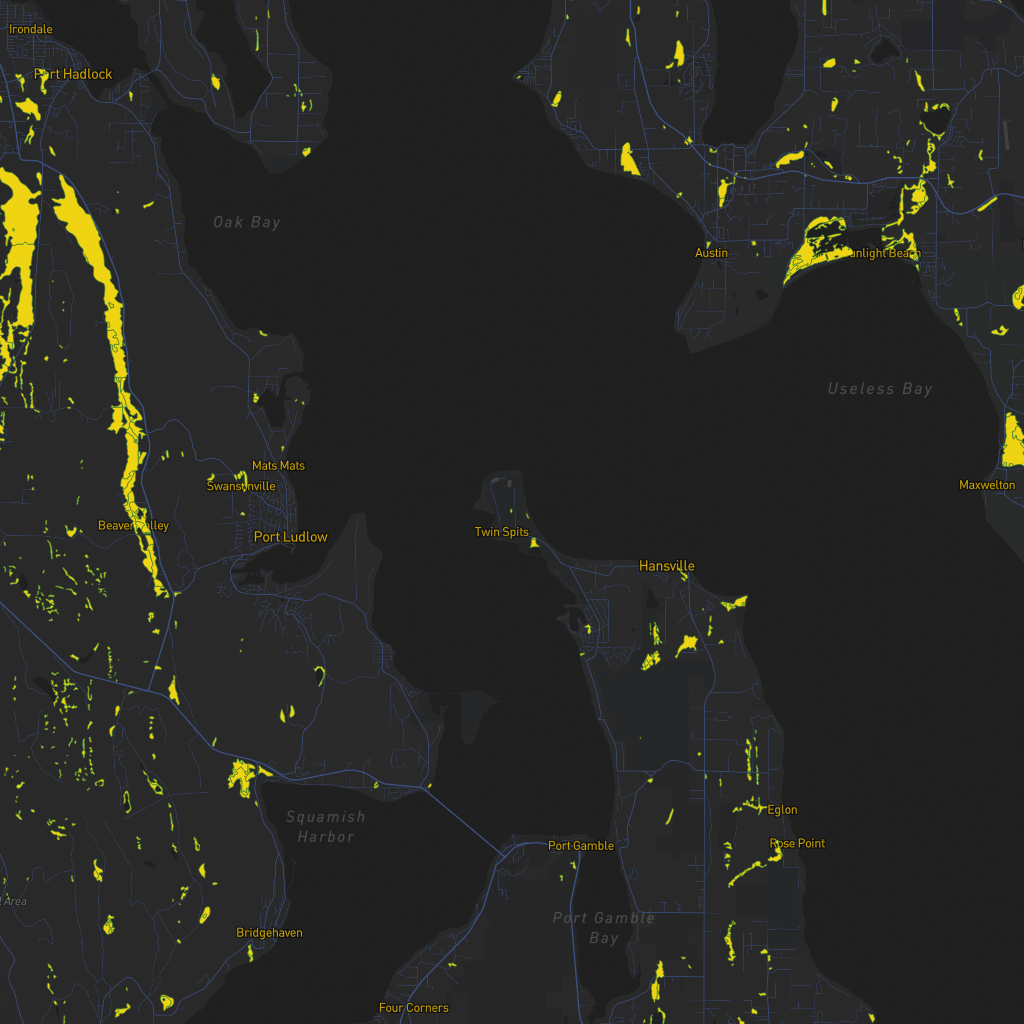 Irondale
Port Hadlock
Oak Bay
Austin
Sunlight Beach
Useless Bay
Mats Mats
Swansonville
Maxwelton
Beaver Valley
Port Ludlow
Twin Spits
Hansville
Eglon
Squamish
Harbor
Rose Point
Port Gamble
Area
Port Gamble
Bay
Bridgehaven
Four Corners